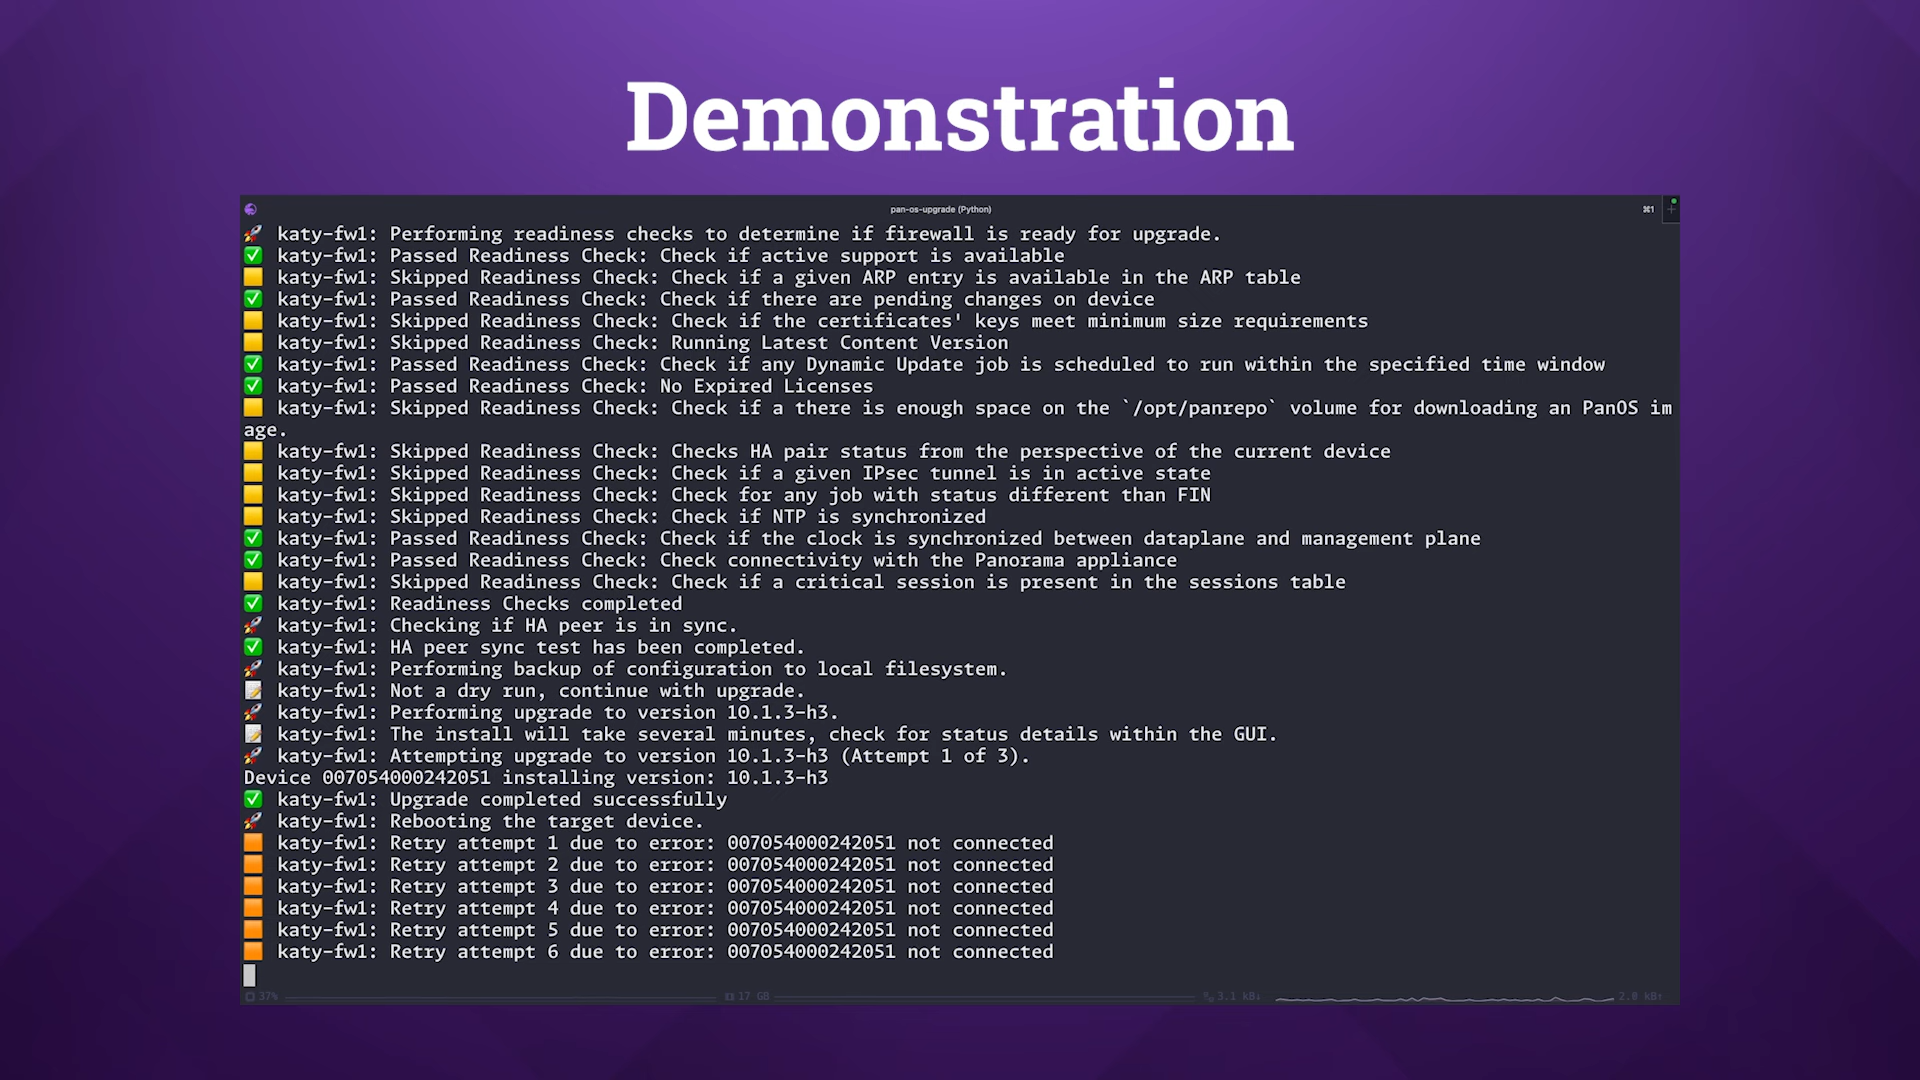 Demonstration
pan-os-upgrade (Python)
⌘1
katy-fw1: Performing readiness checks to determine if firewall is ready for upgrade.
katy-fw1: Passed Readiness Check: Check if active support is available
katy-fw1: Skipped Readiness Check: Check if a given ARP entry is available in the ARP table
katy-fw1: Passed Readiness Check: Check if there are pending changes on device
katy-fw1: Skipped Readiness Check: Check if the certificates' keys meet minimum size requirements
katy-fw1: Skipped Readiness Check: Running Latest Content Version
katy-fw1: Passed Readiness Check: Check if any Dynamic Update job is scheduled to run within the specified time window
katy-fw1: Passed Readiness Check: No Expired Licenses
katy-fw1: Skipped Readiness Check: Check if a there is enough space on the `/opt/panrepo` volume for downloading an PanOS im
age.
katy-fw1: Skipped Readiness Check: Checks HA pair status from the perspective of the current device
katy-fw1: Skipped Readiness Check: Check if a given IPsec tunnel is in active state
katy-fw1: Skipped Readiness Check: Check for any job with status different than FIN
katy-fw1: Skipped Readiness Check: Check if NTP is synchronized
katy-fw1: Passed Readiness Check: Check if the clock is synchronized between dataplane and management plane
katy-fw1: Passed Readiness Check: Check connectivity with the Panorama appliance
katy-fw1: Skipped Readiness Check: Check if a critical session is present in the sessions table
katy-fw1: Readiness Checks completed
katy-fw1: Checking if HA peer is in sync.
katy-fw1: HA peer sync test has been completed.
katy-fw1: Performing backup of configuration to local filesystem.
katy-fw1: Not a dry run, continue with upgrade.
katy-fw1: Performing upgrade to version 10.1.3-h3.
katy-fw1: The install will take several minutes, check for status details within the GUI.
katy-fw1: Attempting upgrade to version 10.1.3-h3 (Attempt 1 of 3).
Device 007054000242051 installing version: 10.1.3-h3
katy-fw1: Upgrade completed successfully
katy-fw1: Rebooting the target device.
katy-fw1: Retry attempt 1 due to error: 007054000242051 not connected
katy-fw1: Retry attempt 2 due to error: 007054000242051 not connected
katy-fw1: Retry attempt 3 due to error: 007054000242051 not connected
katy-fw1: Retry attempt 4 due to error: 007054000242051 not connected
katy-fw1: Retry attempt 5 due to error: 007054000242051 not connected
katy-fw1: Retry attempt 6 due to error: 007054000242051 not connected
37% 17 GB 3.1 kB↓ 2.0 kB↑